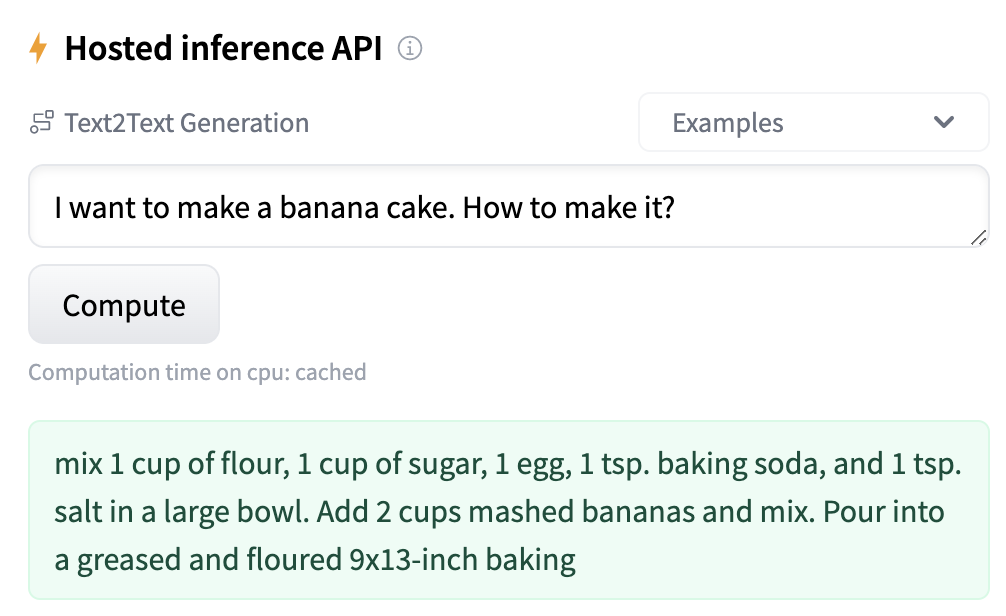 Hosted inference API
Text2Text Generation
Examples
I want to make a banana cake. How to make it?
Compute
Computation time on cpu: cached
mix 1 cup of flour, 1 cup of sugar, 1 egg, 1 tsp. baking soda, and 1 tsp.
salt in a large bowl. Add 2 cups mashed bananas and mix. Pour into
a greased and floured 9x13-inch baking